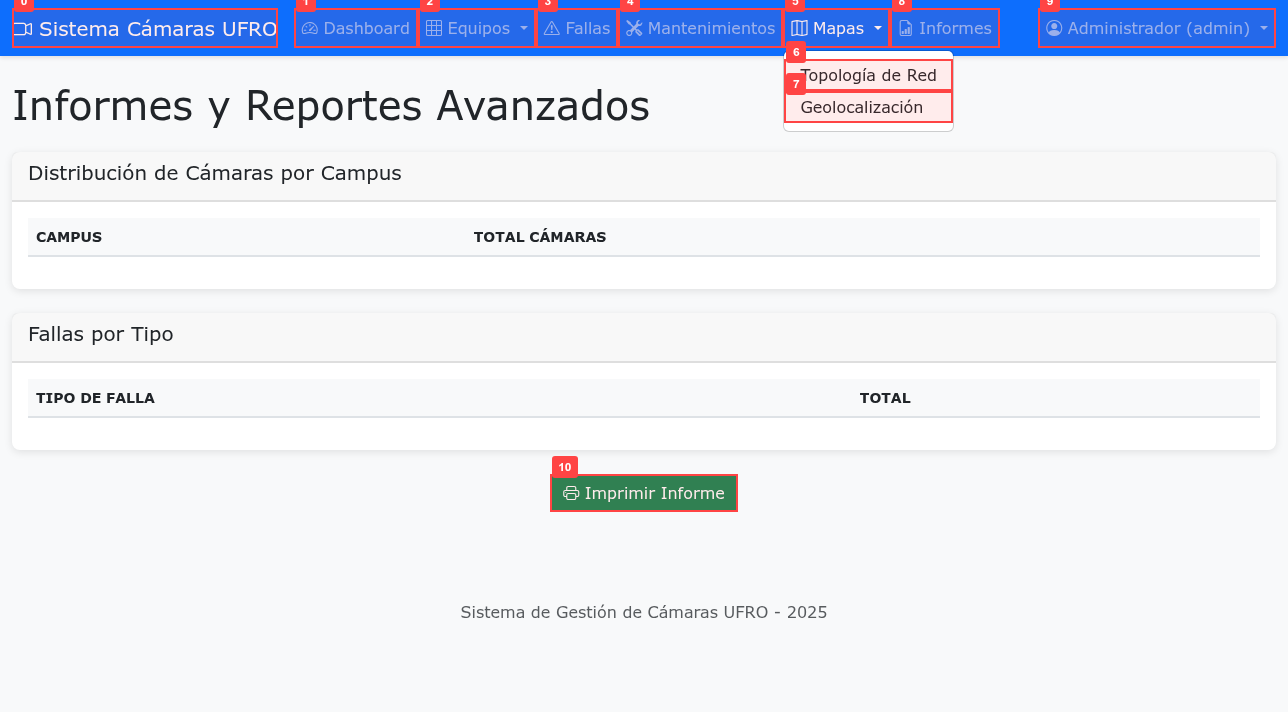 0 1 2 3 4 5 8 9
Sistema Cámaras UFRO Dashboard Equipos Fallas Mantenimientos Mapas Informes Administrador (admin)
6
Topología de Red
7
Geolocalización
Informes y Reportes Avanzados
Distribución de Cámaras por Campus
CAMPUS TOTAL CÁMARAS
Fallas por Tipo
TIPO DE FALLA TOTAL
10
Imprimir Informe
Sistema de Gestión de Cámaras UFRO - 2025